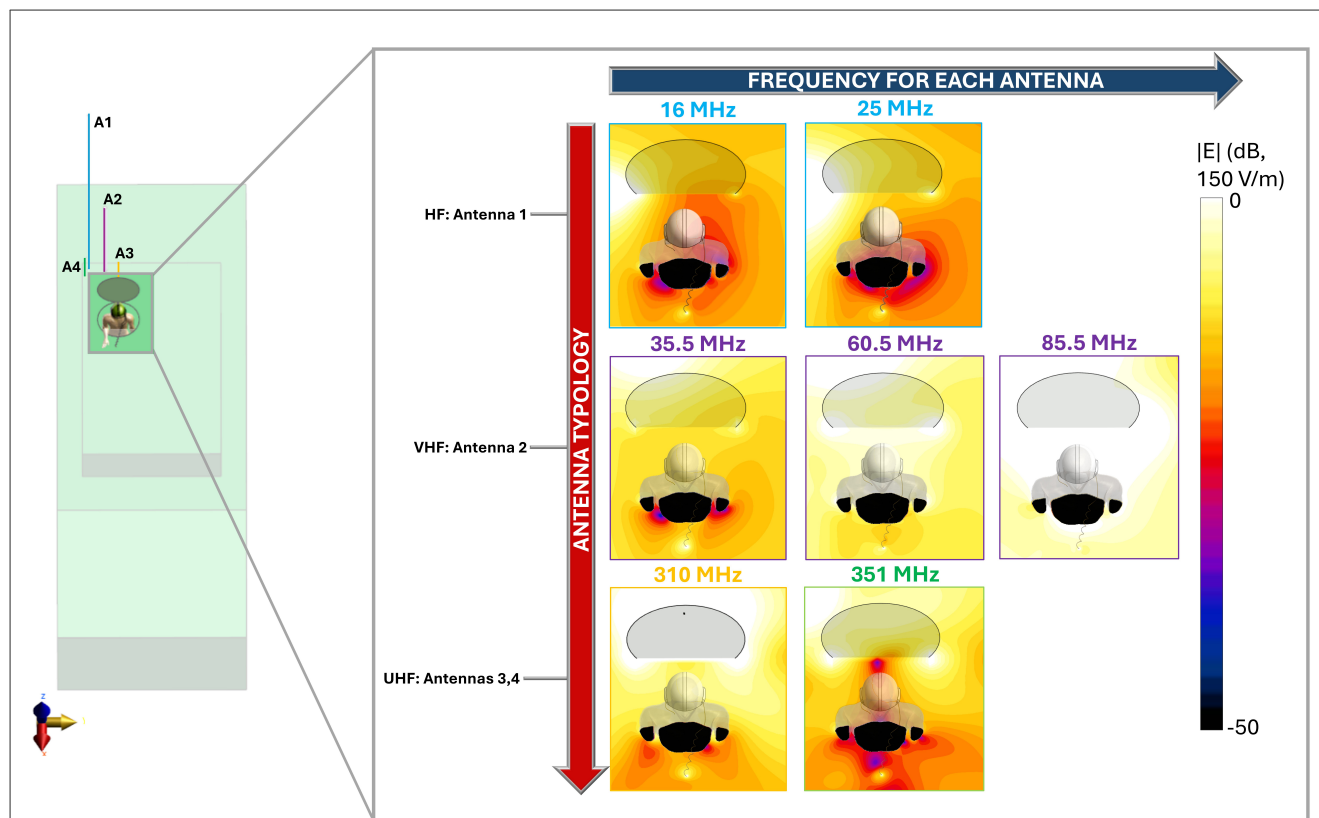 FREQUENCY FOR EACH ANTENNA
16 MHz
25 MHz
A1
A2
A3
A4
|E| (dB,
150 V/m)
0
HF: Antenna 1
ANTENNA TYPOLOGY
35.5 MHz
60.5 MHz
85.5 MHz
VHF: Antenna 2
310 MHz
351 MHz
UHF: Antennas 3,4
-50
Z
Y
X